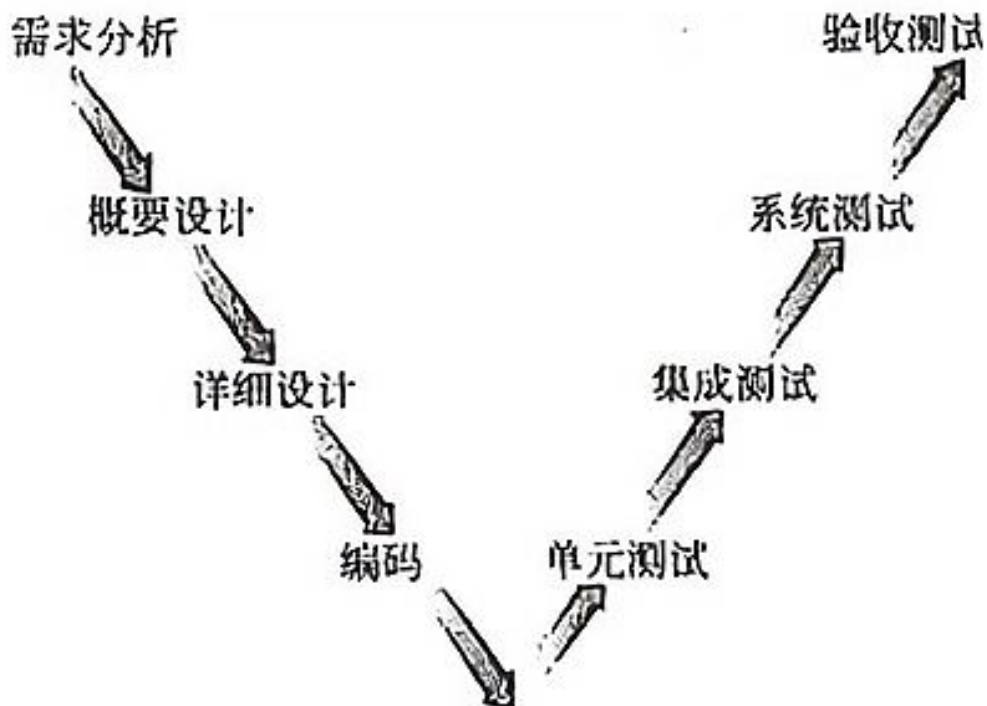 需求分析
验收测试
概要设计
系统测试
详细设计
集成测试
编码
单元测试